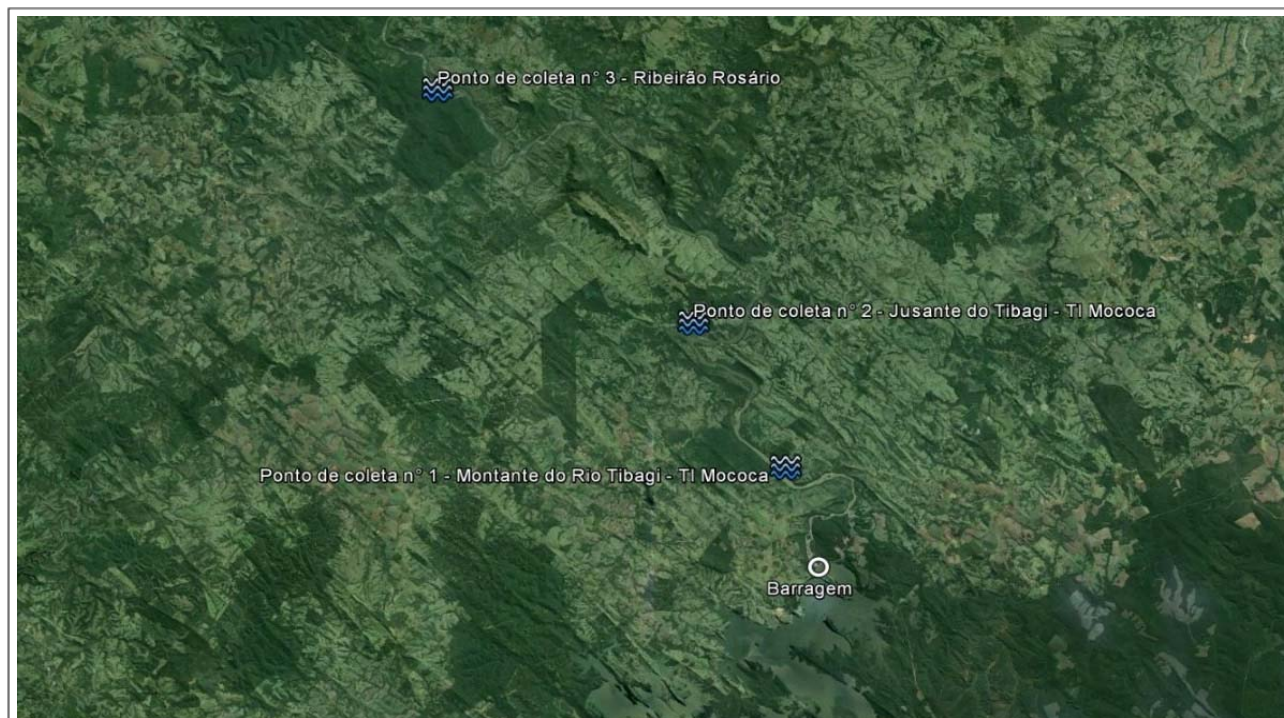 Ponto de coleta n° 3 - Ribeirão Rosário
Ponto de coleta n° 2 - Jusante do Tibagi - TI Mococa
Ponto de coleta n° 1 - Montante do Rio Tibagi - TI Mococa
Barragem